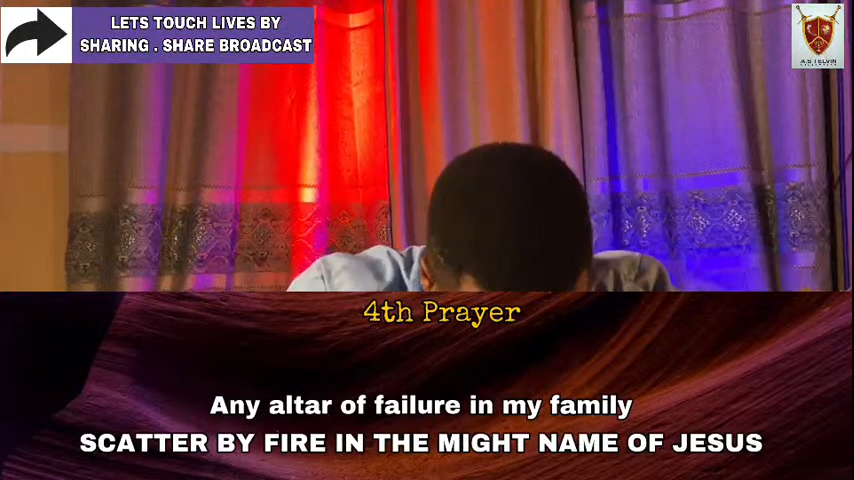 LETS TOUCH LIVES BY
SHARING . SHARE BROADCAST
4th Prayer
Any altar of failure in my family
SCATTER BY FIRE IN THE MIGHT NAME OF JESUS